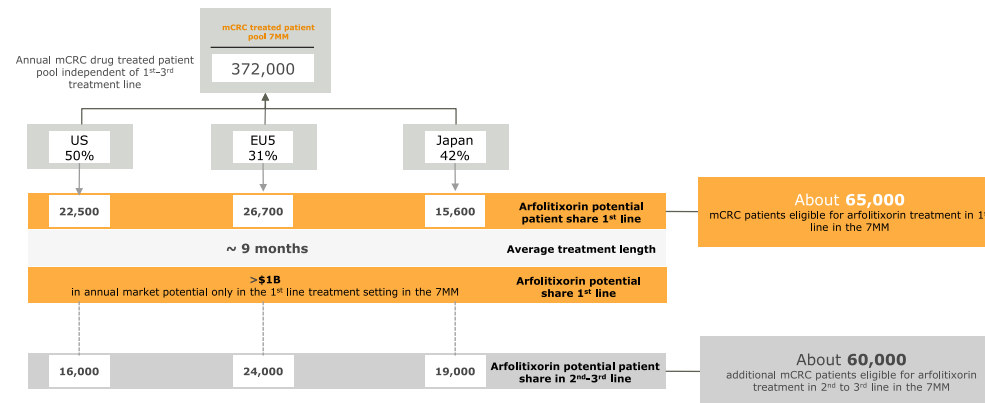 mCRC treated patient
pool 7MM
372,000
Annual mCRC drug treated patient
pool independent of 1st-3rd
treatment line
US
50%
EU5
31%
Japan
42%
22,500
26,700
15,600
Arfolitixorin potential
patient share 1st line
About 65,000
mCRC patients eligible for arfolitixorin treatment in 1s
line in the 7MM
~ 9 months
Average treatment length
>$1B
in annual market potential only in the 1st line treatment setting in the 7MM
Arfolitixorin potential
share 1st line
16,000
24,000
19,000
Arfolitixorin potential patient
share in 2nd-3rd line
About 60,000
additional mCRC patients eligible for arfolitixorin
treatment in 2nd to 3rd line in the 7MM